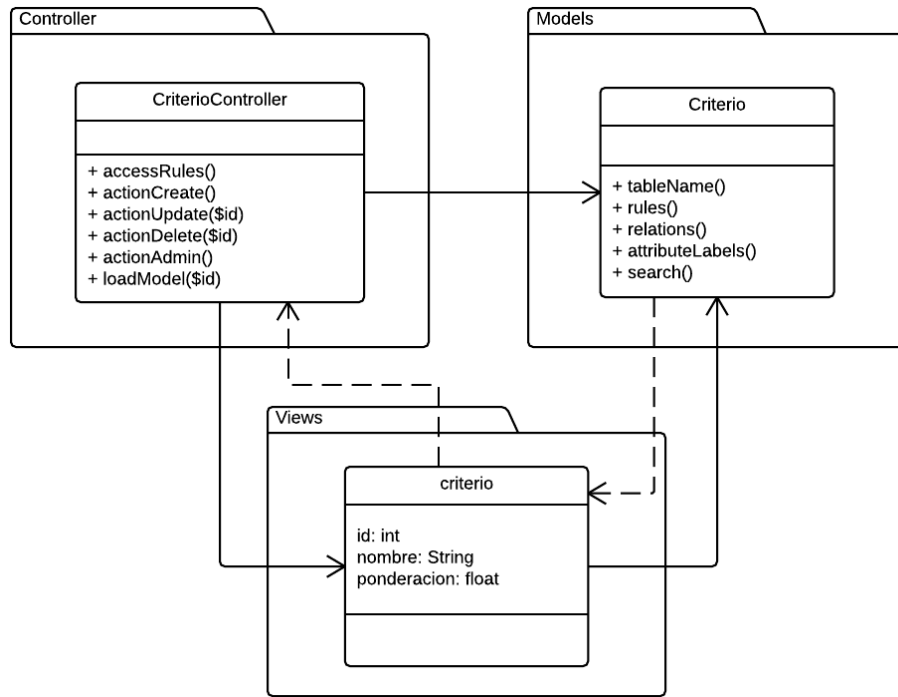 Controller
CriterioController
+ accessRules()
+ actionCreate()
+ actionUpdate($id)
+ actionDelete($id)
+ actionAdmin()
+ loadModel($id)
Models
Criterio
+ tableName()
+ rules()
+ relations()
+ attributeLabels()
+ search()
Views
criterio
id: int
nombre: String
ponderacion: float